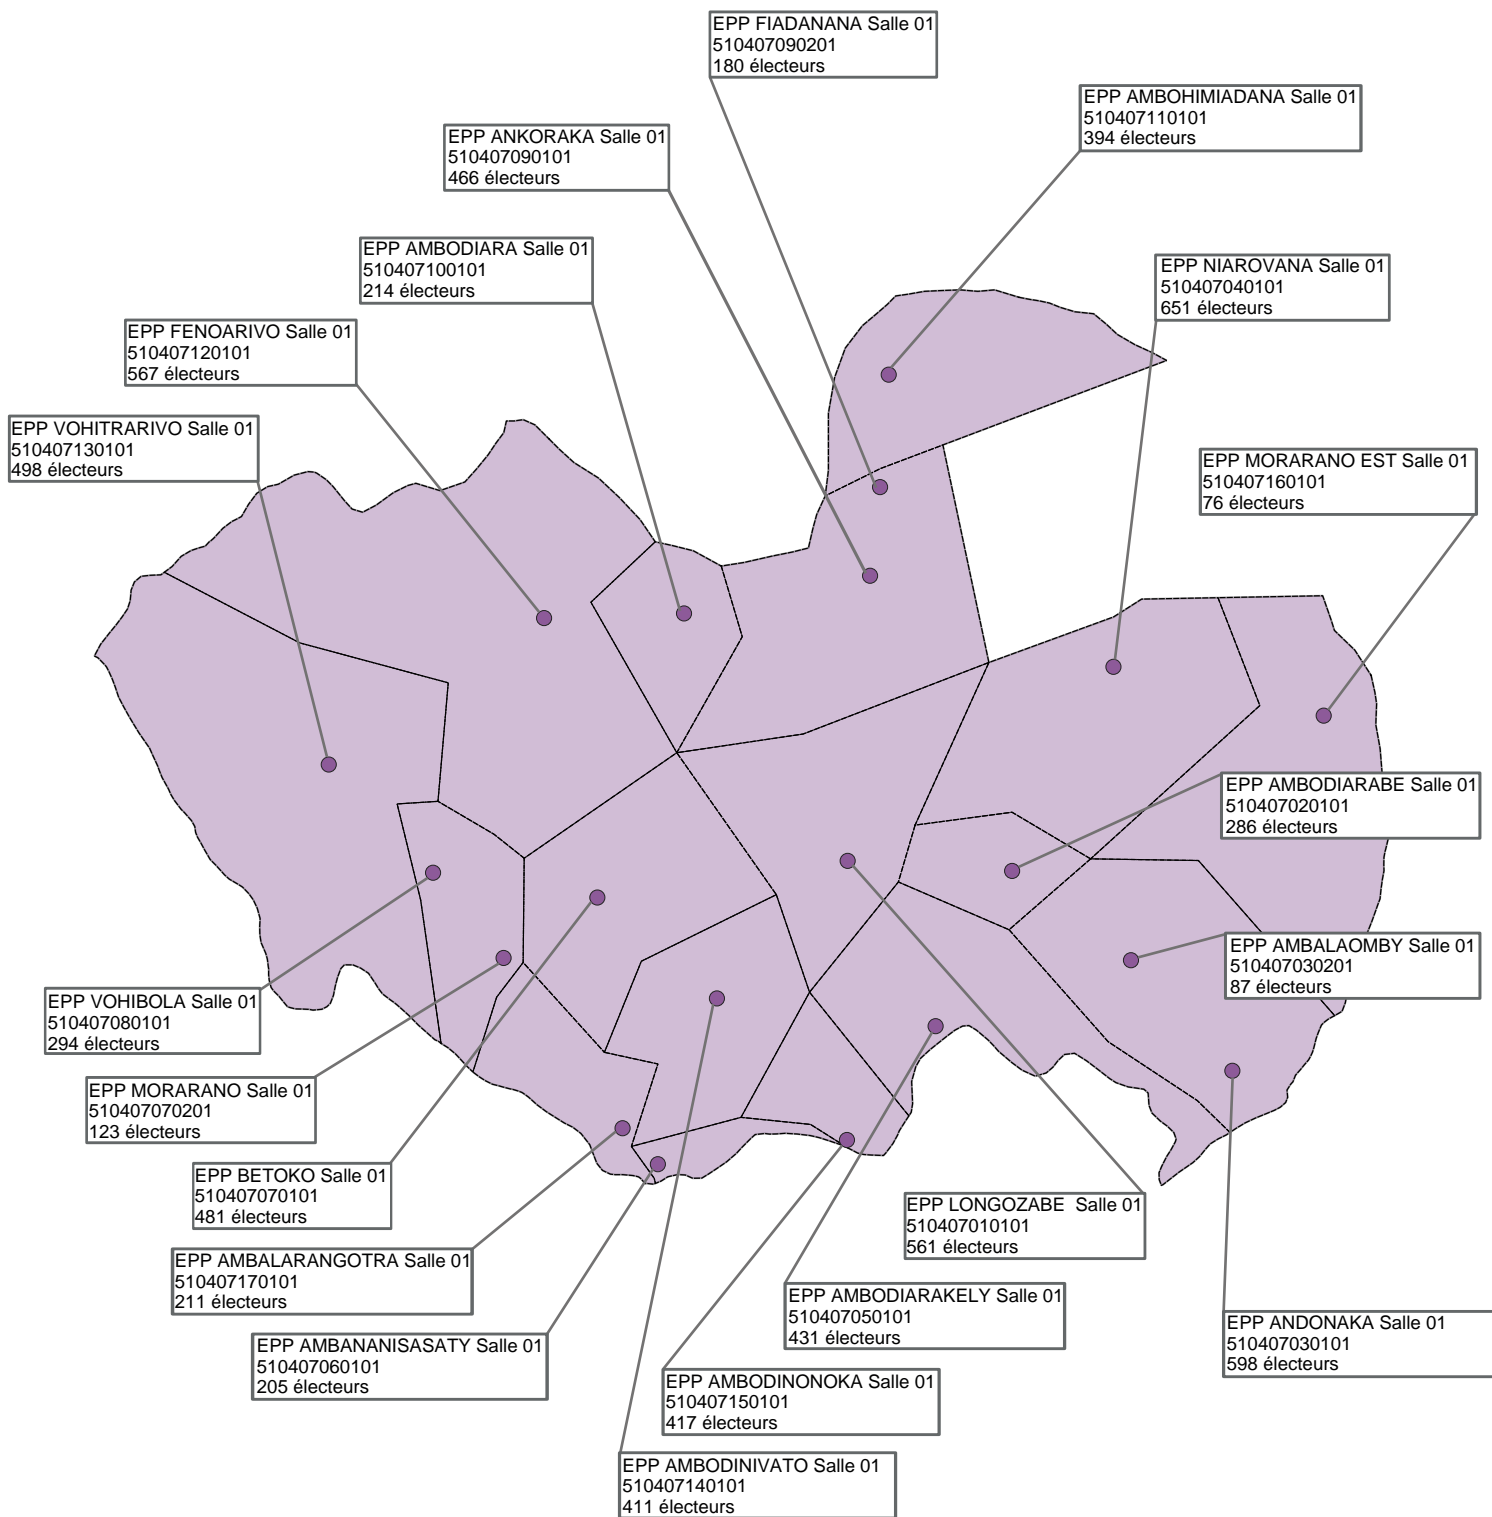 EPP FIADANANA Salle 01
510407090201
180 électeurs
EPP AMBOHIMIADANA Salle 01
510407110101
394 électeurs
EPP ANKORAKA Salle 01
510407090101
466 électeurs
EPP AMBODIARA Salle 01
510407100101
214 électeurs
EPP NIAROVANA Salle 01
510407040101
651 électeurs
EPP FENOARIVO Salle 01
510407120101
567 électeurs
EPP VOHITRARIVO Salle 01
510407130101
498 électeurs
EPP MORARANO EST Salle 01
510407160101
76 électeurs
EPP AMBODIARABE Salle 01
510407020101
286 électeurs
EPP AMBALAOMBY Salle 01
510407030201
87 électeurs
EPP VOHIBOLA Salle 01
510407080101
294 électeurs
EPP MORARANO Salle 01
510407070201
123 électeurs
EPP BETOKO Salle 01
510407070101
481 électeurs
EPP LONGOZABE Salle 01
510407010101
561 électeurs
EPP AMBALARANGOTRA Salle 01
510407170101
211 électeurs
EPP AMBODIARAKELY Salle 01
510407050101
431 électeurs
EPP ANDONAKA Salle 01
510407030101
598 électeurs
EPP AMBANANISASATY Salle 01
510407060101
205 électeurs
EPP AMBODINONOKA Salle 01
510407150101
417 électeurs
EPP AMBODINIVATO Salle 01
510407140101
411 électeurs